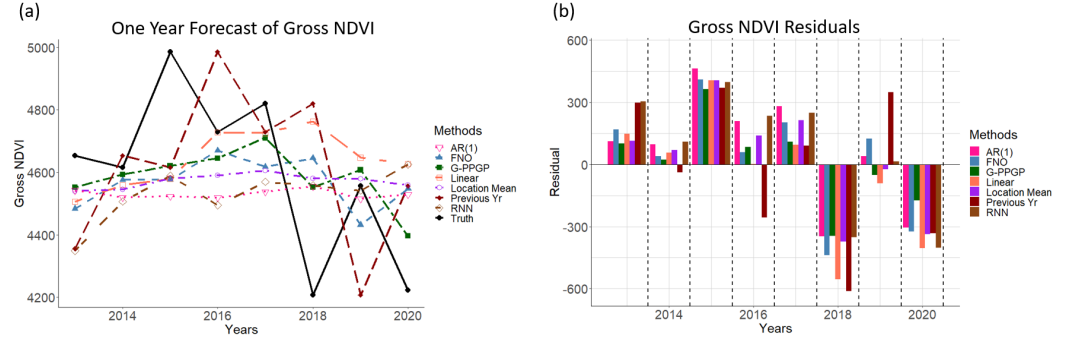 (a)
One Year Forecast of Gross NDVI
5000
4800
4600
4400
4200
Gross NDVI
2014
2016
2018
2020
Years
Methods
AR(1)
FNO
G-PPGP
Linear
Location Mean
Previous Yr
RNN
Truth
(b)
Gross NDVI Residuals
600
300
0
-300
-600
Residual
2014
2016
2018
2020
Years
Methods
AR(1)
FNO
G-PPGP
Linear
Location Mean
Previous Yr
RNN